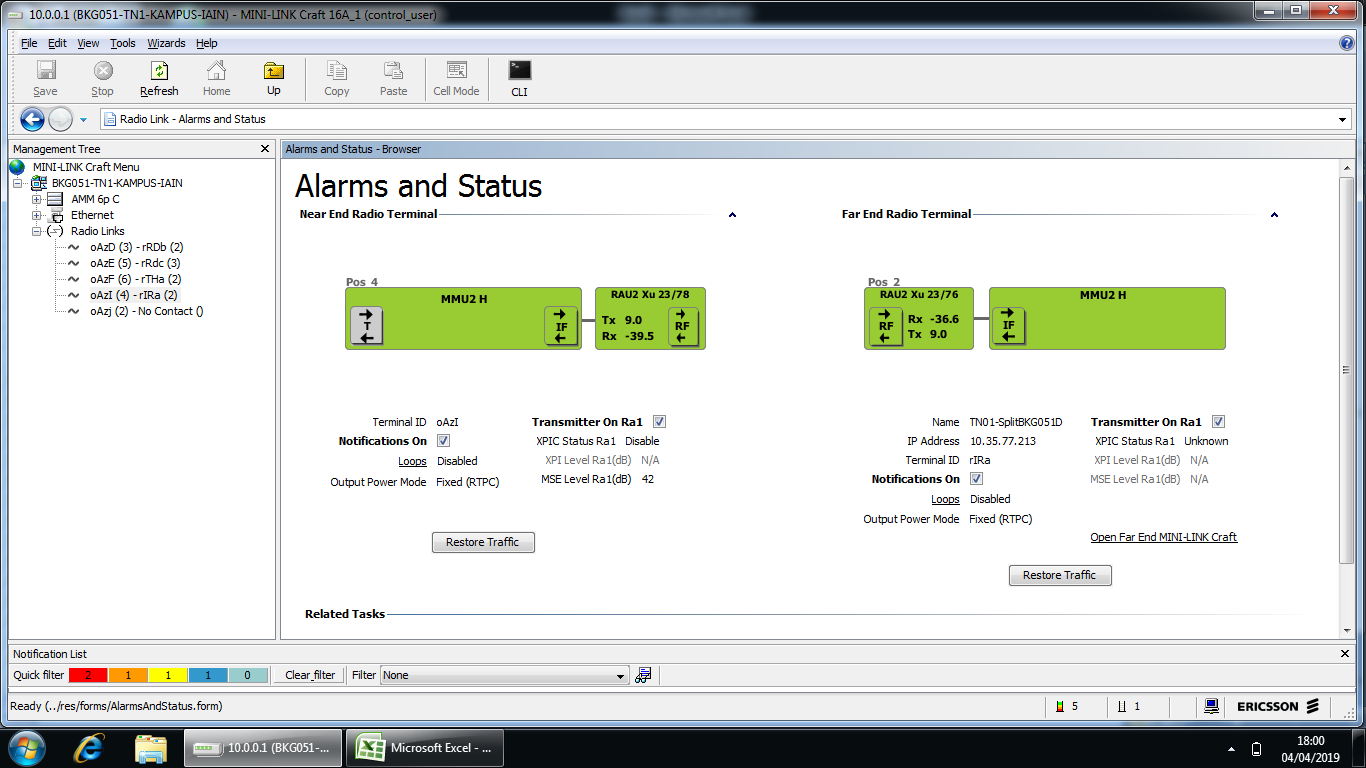 10.0.0.1 (BKG051-TN1-KAMPUS-IAIN) - MINI-LINK Craft 16A_1 (control_user)
File Edit View Tools Wizards Help
Save Stop Refresh Home Up Copy Paste Cell Mode CLI
Radio Link - Alarms and Status
Management Tree
MINI-LINK Craft Menu
BKG051-TN1-KAMPUS-IAIN
AMM 6p C
Ethernet
Radio Links
oAzD (3) - rRDb (2)
oAzE (5) - rRdc (3)
oAzF (6) - rTHa (2)
oAzI (4) - rIRa (2)
oAzj (2) - No Contact ()
Alarms and Status - Browser
Alarms and Status
Near End Radio Terminal
Pos 4
MMU2 H
T
IF
RAU2 Xu 23/78
Tx 9.0
Rx -39.5
RF
Terminal ID oAzI
Notifications On
Loops Disabled
Output Power Mode Fixed (RTPC)
Transmitter On Ra1
XPIC Status Ra1 Disable
XPI Level Ra1(dB) N/A
MSE Level Ra1(dB) 42
Restore Traffic
Far End Radio Terminal
Pos 2
RAU2 Xu 23/76
RF
Rx -36.6
Tx 9.0
MMU2 H
IF
Name TN01-SplitBKG051D
IP Address 10.35.77.213
Terminal ID rIRa
Notifications On
Loops Disabled
Output Power Mode Fixed (RTPC)
Transmitter On Ra1
XPIC Status Ra1 Unknown
XPI Level Ra1(dB) N/A
MSE Level Ra1(dB) N/A
Open Far End MINI-LINK Craft
Restore Traffic
Related Tasks
Notification List
Quick filter 2 1 1 1 0 Clear filter Filter None
Ready (../res/forms/AlarmsAndStatus.form) 5 1 ERICSSON
10.0.0.1 (BKG051-... Microsoft Excel - ...
18:00
04/04/2019